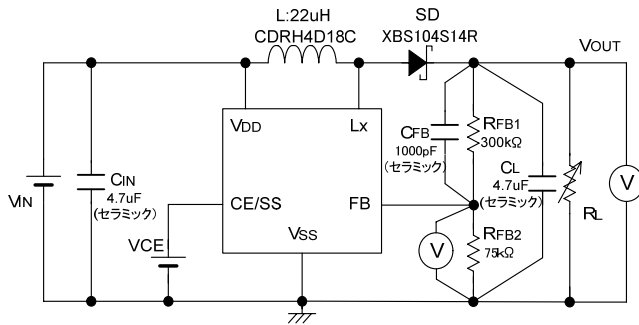 L:22uH
CDRH4D18C
SD
XBS104S14R
VOUT
VDD
Lx
CFB
1000pF
(セラミック)
RFB1
300kΩ
CIN
4.7uF
(セラミック)
VIN
CE/SS
FB
CL
4.7uF
(セラミック)
RL
V
VSS
VCE
V
RFB2
75kΩ